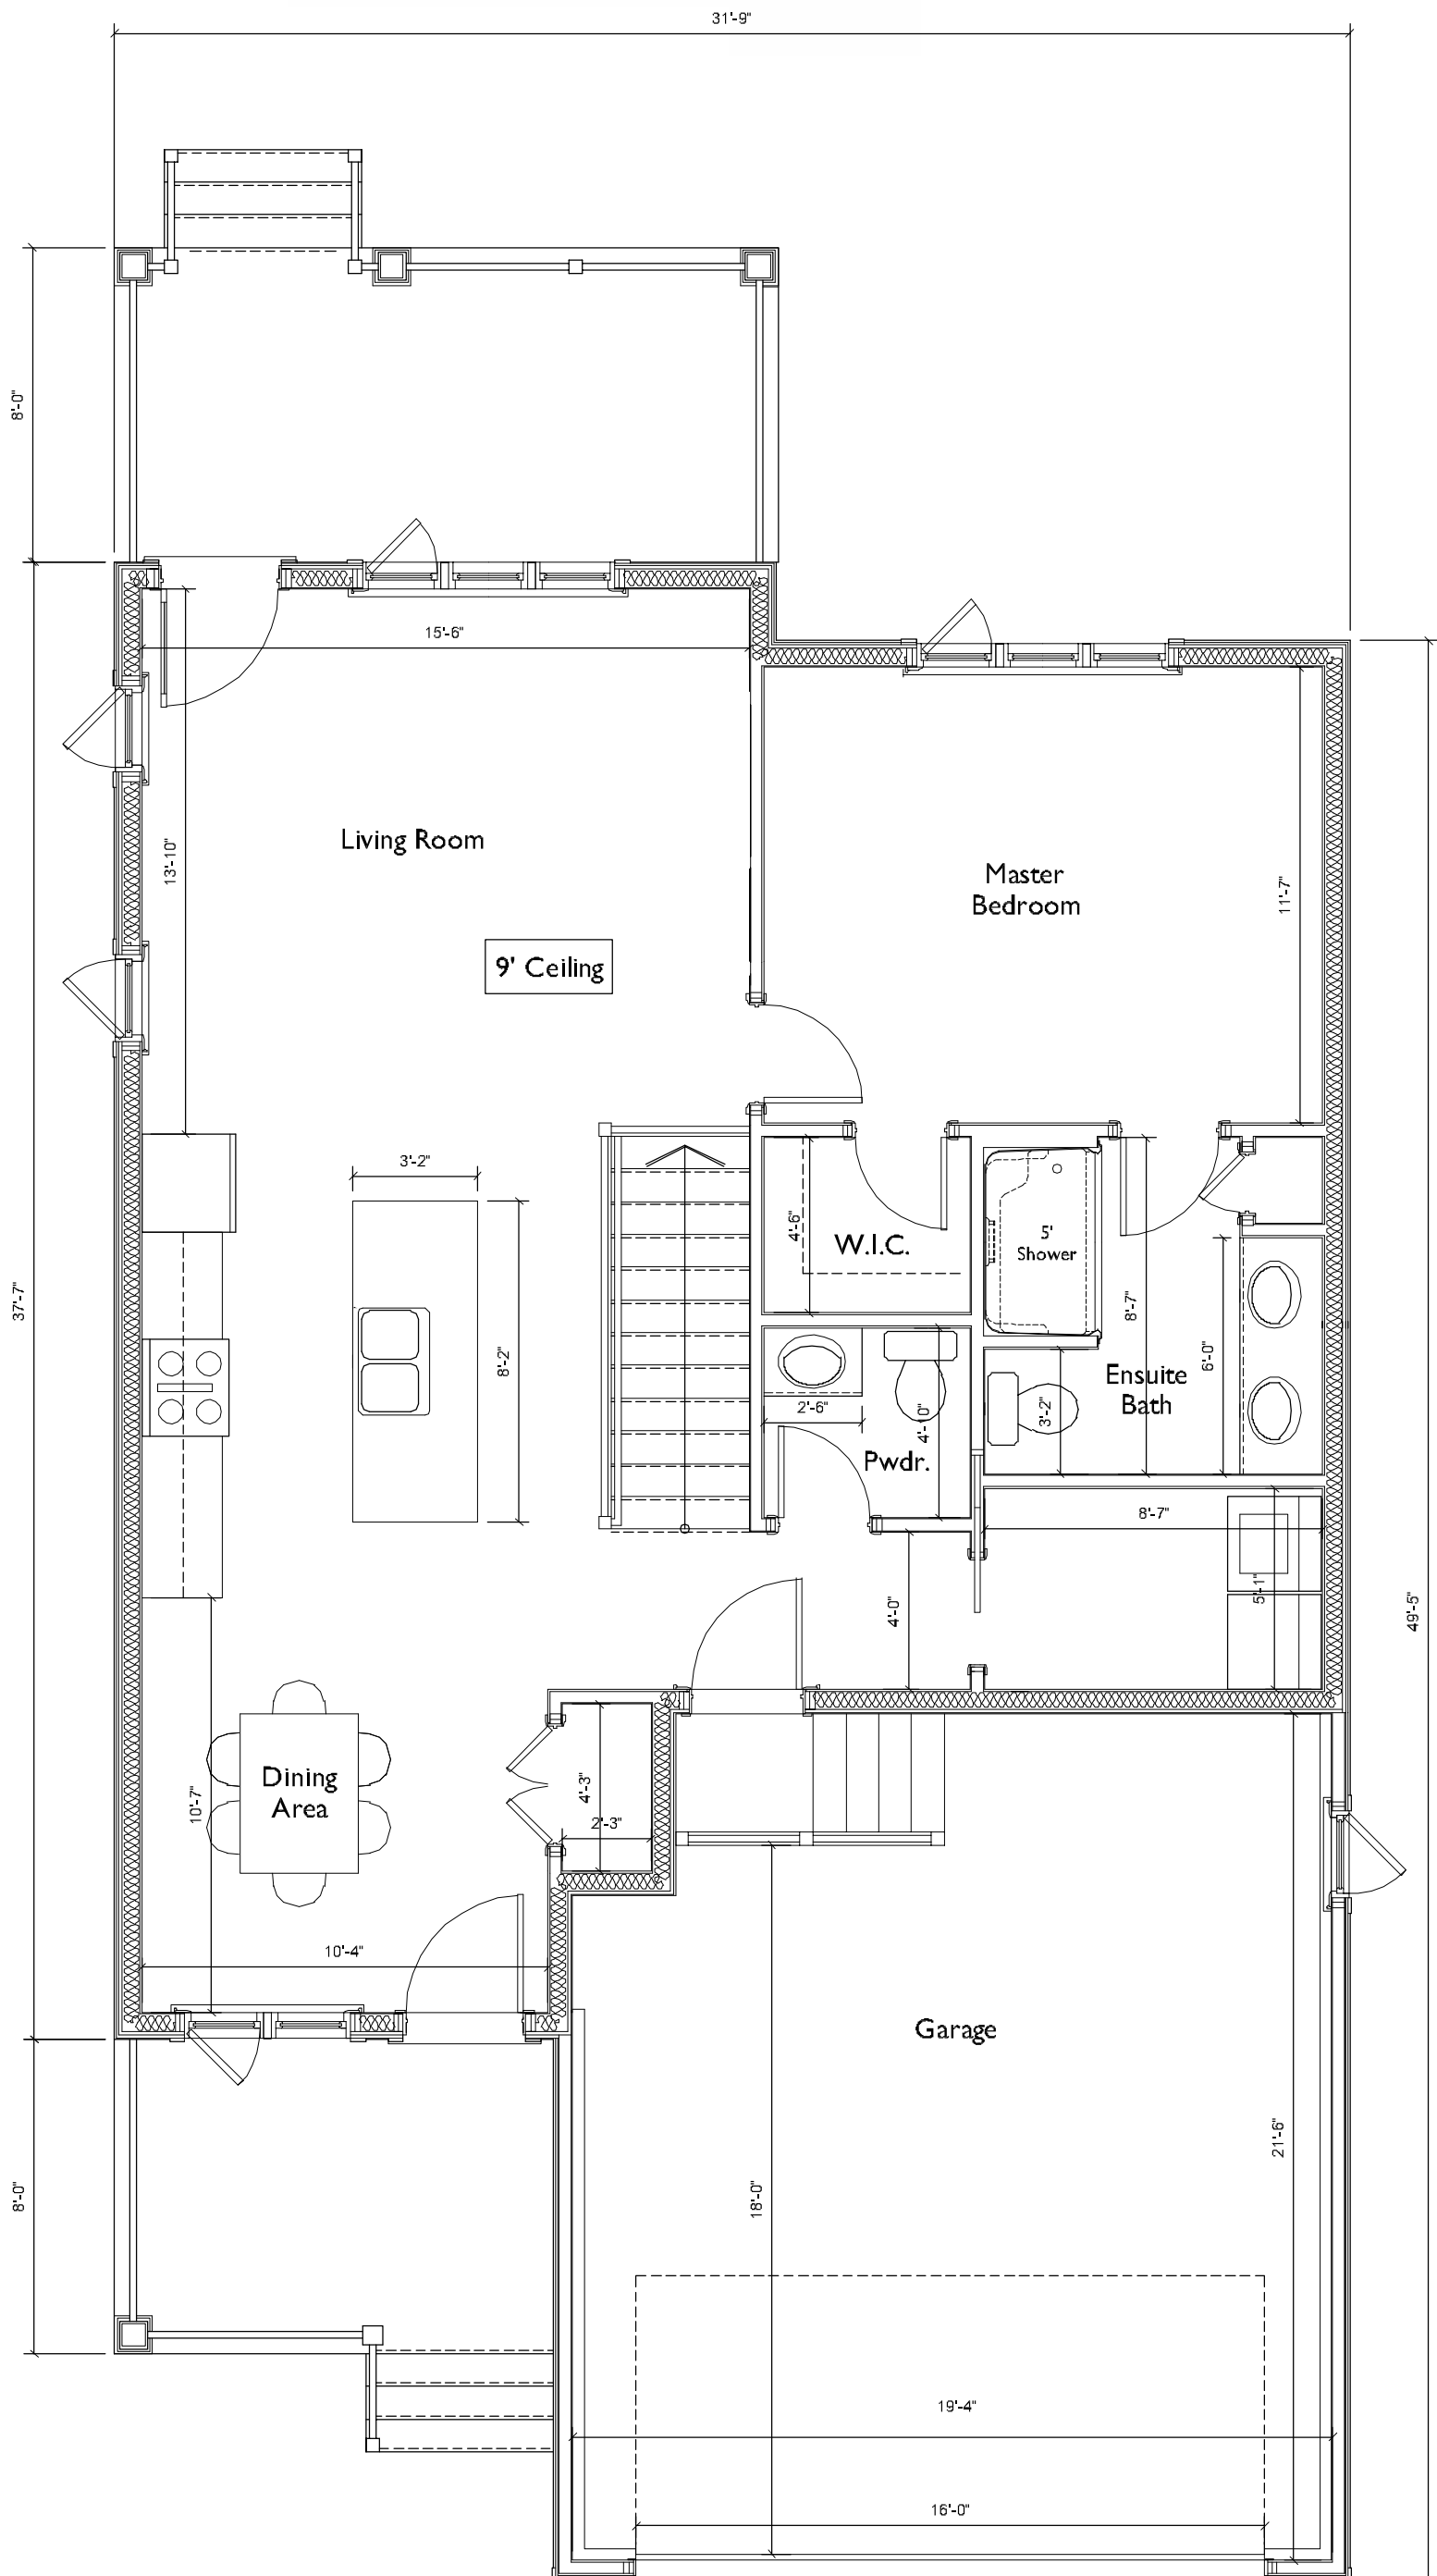 31'-9"
8'-0"
15'-6"
13'-10"
Living Room
Master
Bedroom
11'-7"
9' Ceiling
3'-2"
4'-6"
W.I.C.
5'
Shower
8'-7"
6'-0"
37'-7"
8'-2"
Ensuite
Bath
2'-6"
4'-10"
3'-2"
Pwdr.
8'-7"
5'-1"
4'-0"
49'-5"
Dining
Area
10'-7"
4'-3"
2'-3"
10'-4"
Garage
21'-6"
8'-0"
18'-0"
19'-4"
16'-0"